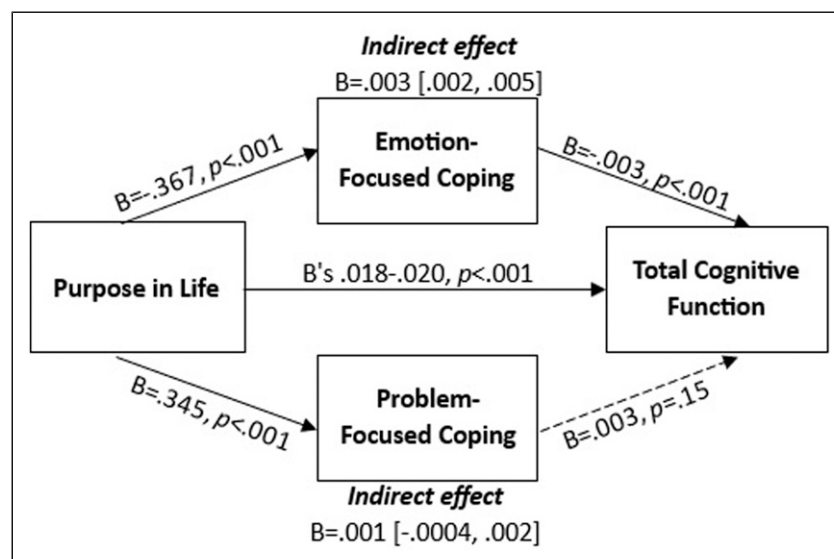 Indirect effect
B=.003 [.002, .005]
Emotion-
Focused Coping
B=-.367, p<.001
B=-.003, p<.001
Purpose in Life
B's .018-.020, p<.001
Total Cognitive
Function
B=.345, p<.001
Problem-
Focused Coping
B=.003, p=.15
Indirect effect
B=.001 [-.0004, .002]